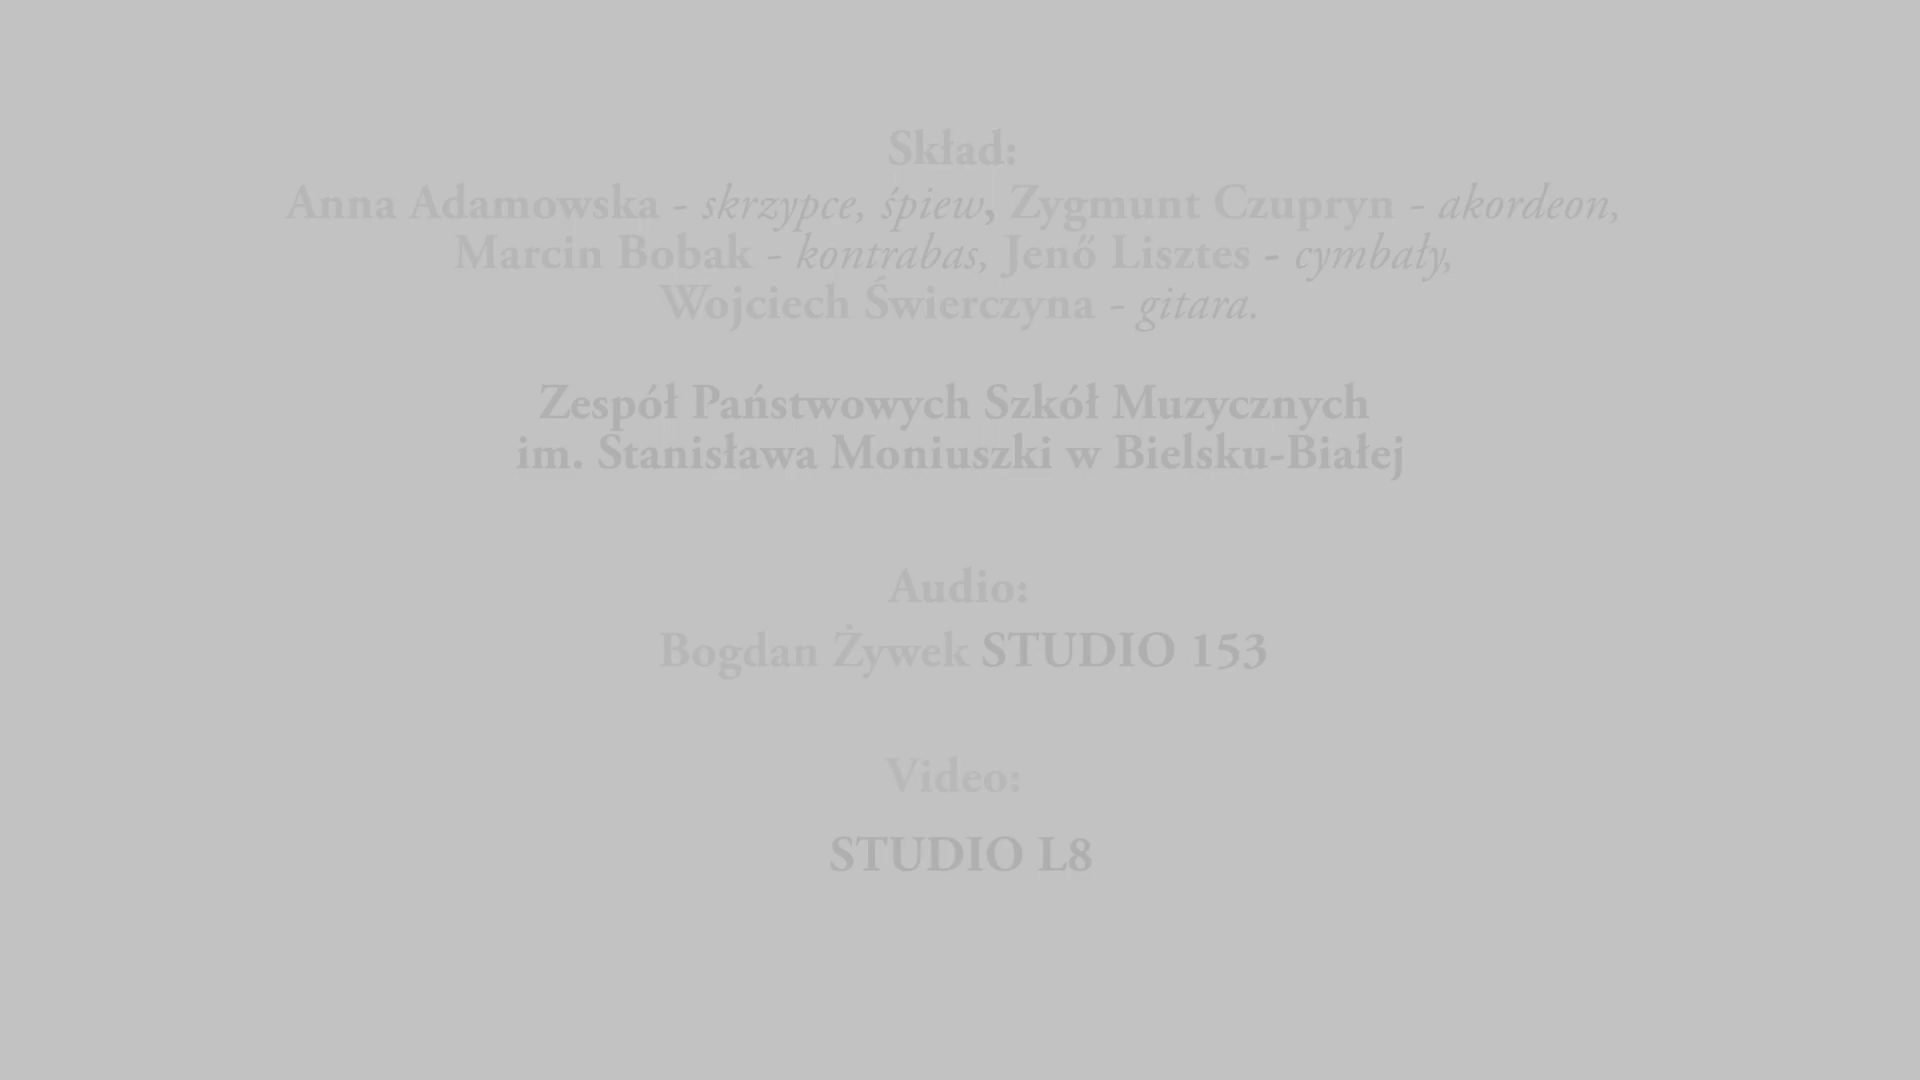 Skład:
Anna Adamowska - skrzypce, śpiew, Zygmunt Czupryn - akordeon,
Marcin Bobak - kontrabas, Jenő Lisztes - cymbały,
Wojciech Świerczyna - gitara.
Zespół Państwowych Szkół Muzycznych
im. Stanisława Moniuszki w Bielsku-Białej
Audio:
Bogdan Żywek STUDIO 153
Video:
STUDIO L8